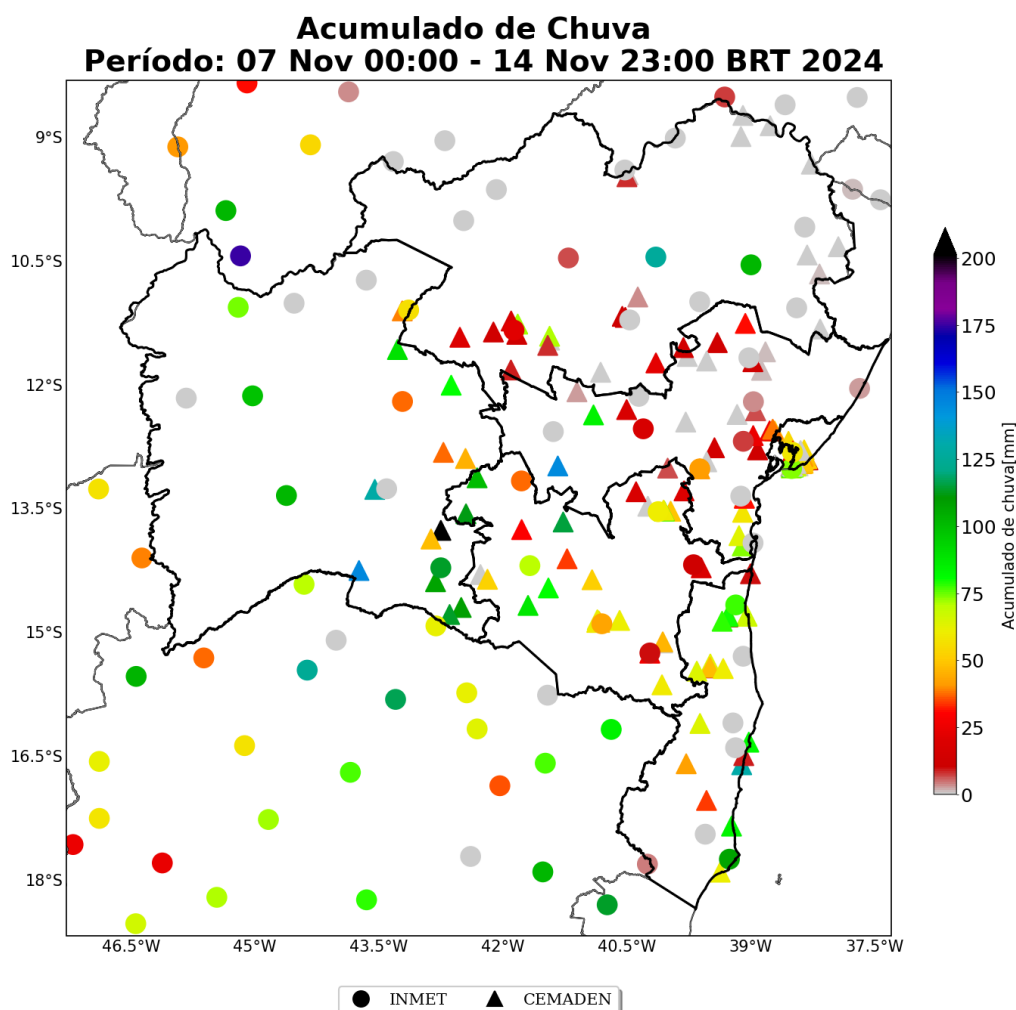 Acumulado de Chuva
Período: 07 Nov 00:00 - 14 Nov 23:00 BRT 2024
9°S
10.5°S
12°S
13.5°S
15°S
16.5°S
18°S
46.5°W 45°W 43.5°W 42°W 40.5°W 39°W 37.5°W
200
175
150
125
100
75
50
25
0
Acumulado de chuva[mm]
INMET CEMADEN